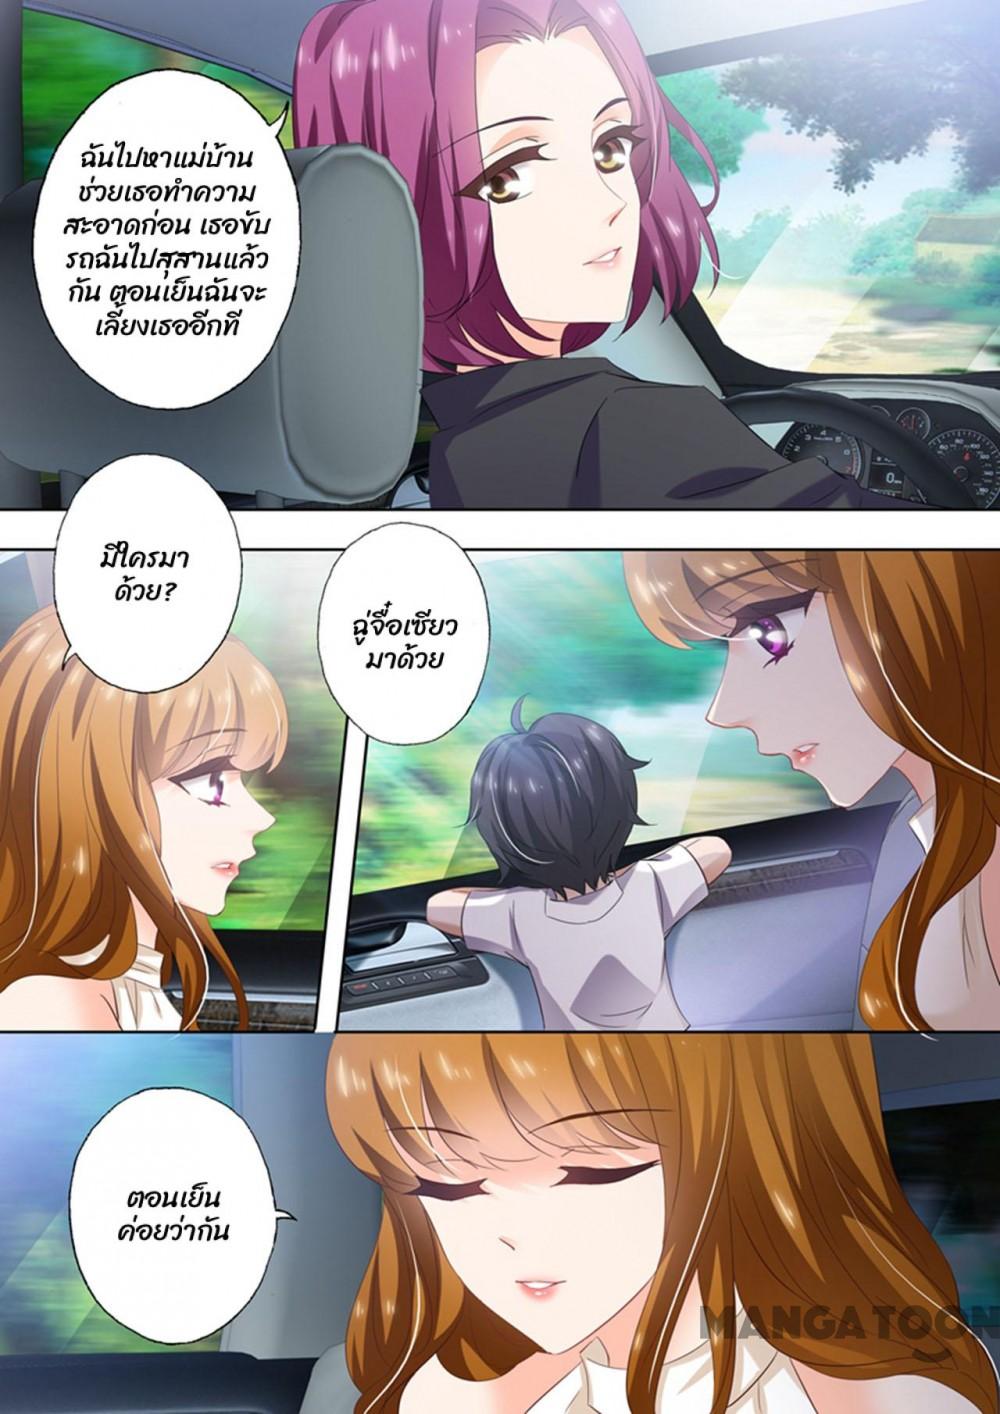 ฉันไปหาแม่บ้าน
ช่วยเธอทำความ
สะอาดก่อน เธอขับ
รถฉันไปสุสานแล้ว
กัน ตอนเย็นฉันจะ
เลี้ยงเธออีกที
มีใครมา
ด้วย?
ฉู่จื๋อเซียว
มาด้วย
ตอนเย็น
ค่อยว่ากัน
MANGATOON